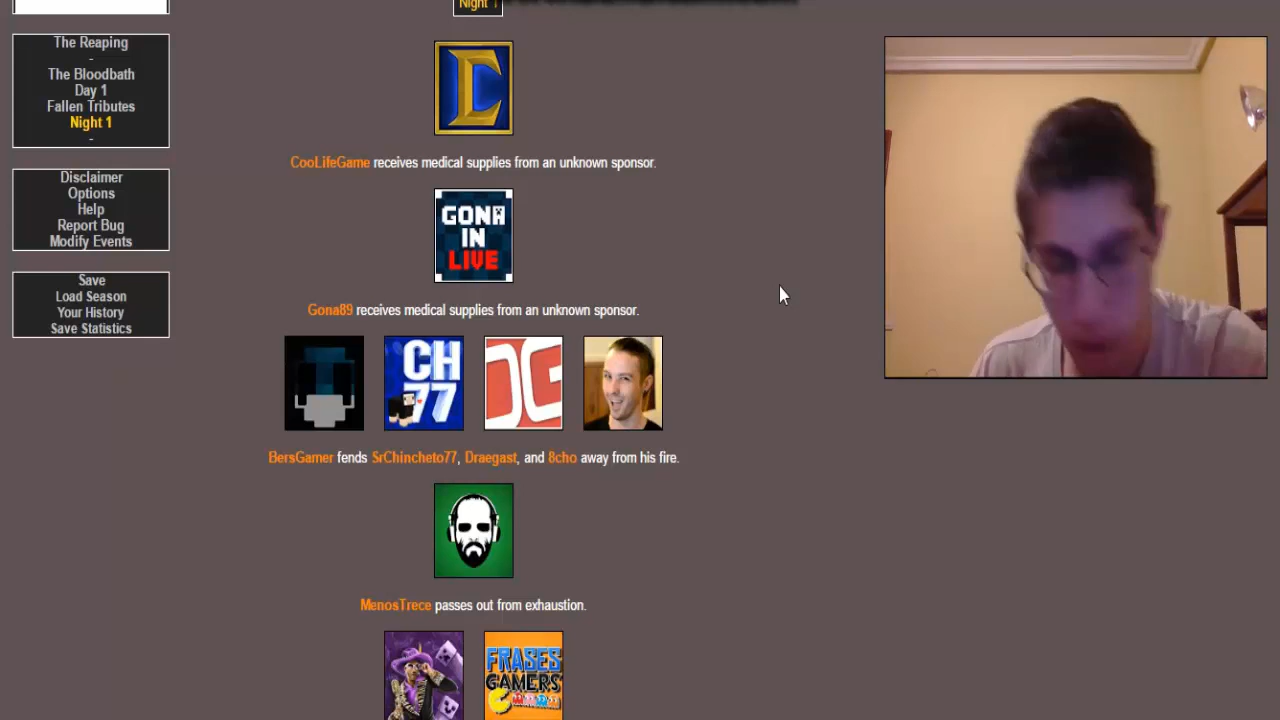 Night 1
The Reaping
-
The Bloodbath
Day 1
Fallen Tributes
Night 1
-
Disclaimer
Options
Help
Report Bug
Modify Events
Save
Load Season
Your History
Save Statistics
CooLifeGame receives medical supplies from an unknown sponsor.
GONA
IN
LIVE
Gona89 receives medical supplies from an unknown sponsor.
CH
77
DG
BersGamer fends SrChincheto77, Draegast, and 8cho away from his fire.
MenosTrece passes out from exhaustion.
FRASES
GAMERS